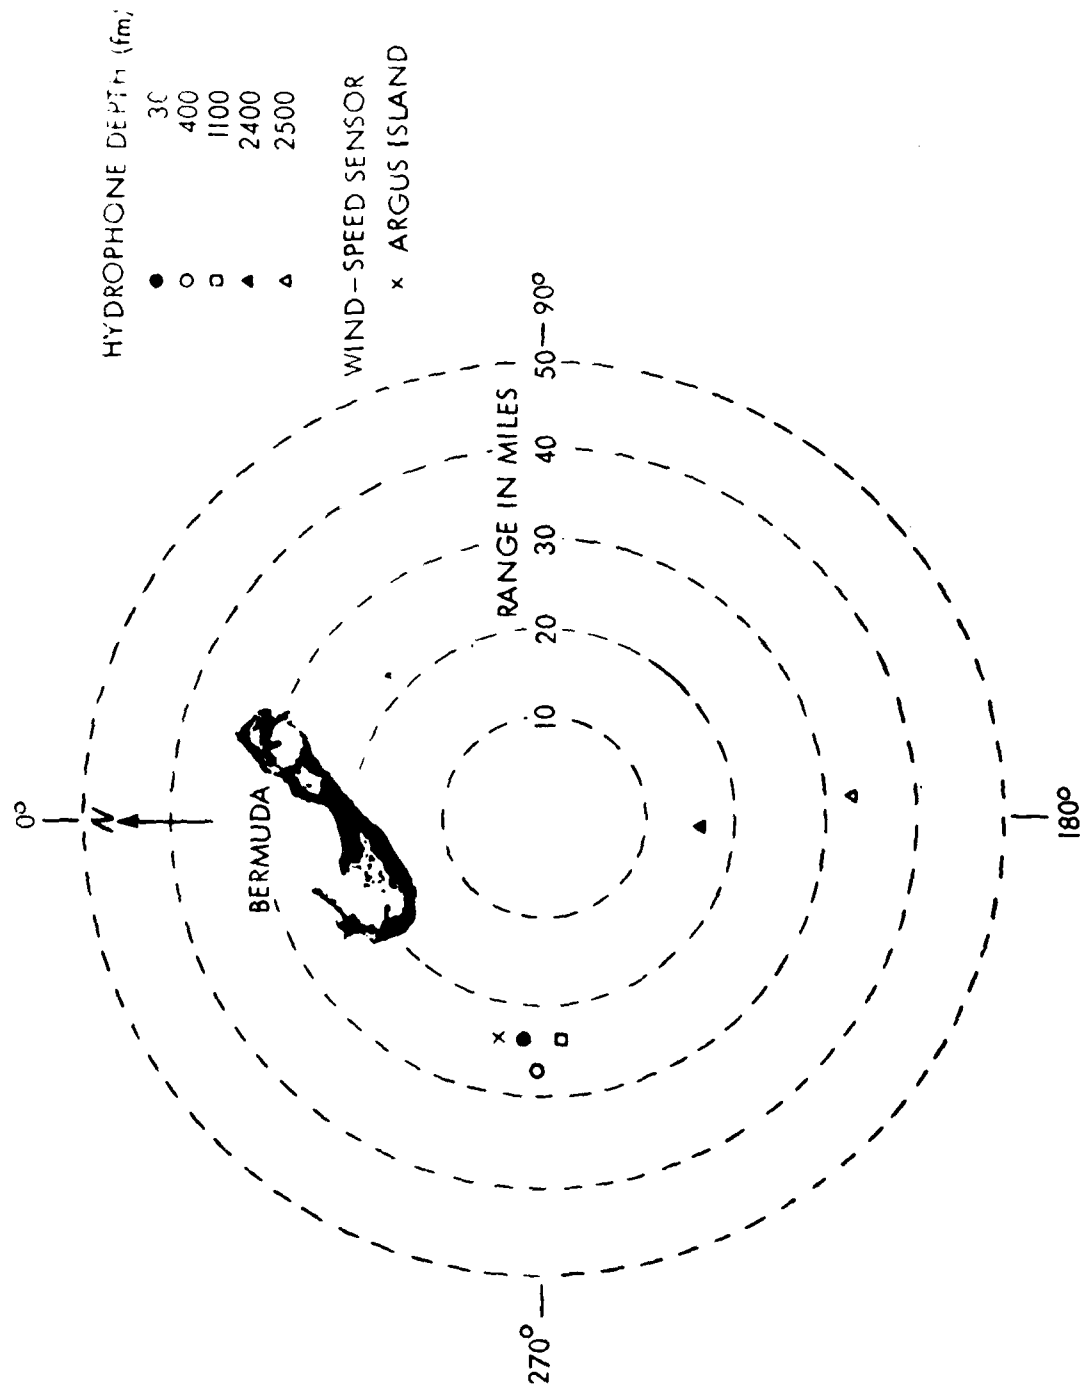 HYDROPHONE DEPTH (fm)
● 30
○ 400
□ 1100
▲ 2400
△ 2500
WIND-SPEED SENSOR
x ARGUS ISLAND
0°
N
BERMUDA
RANGE IN MILES
10 20 30 40 50 — 90°
270°
180°